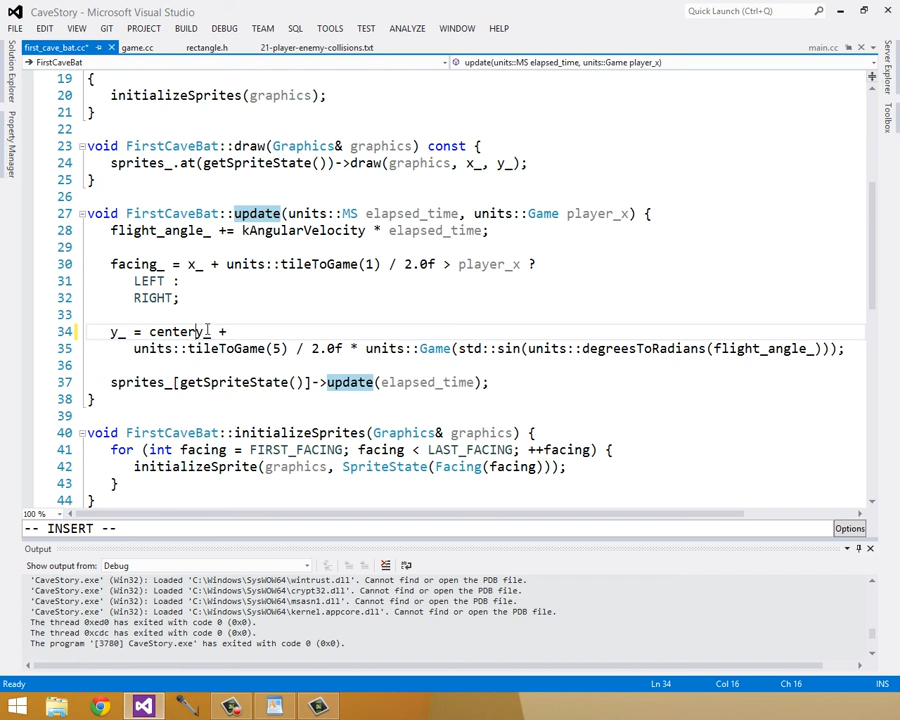 CaveStory - Microsoft Visual Studio
Quick Launch (Ctrl+Q)
FILE EDIT VIEW GIT PROJECT BUILD DEBUG TEAM SQL TOOLS TEST ANALYZE WINDOW HELP
first_cave_bat.cc* game.cc rectangle.h 21-player-enemy-collisions.txt main.cc
FirstCaveBat update(units::MS elapsed_time, units::Game player_x)
Solution Explorer
Property Manager
Server Explorer
Toolbox
19 {
20 initializeSprites(graphics);
21 }
22
23 void FirstCaveBat::draw(Graphics& graphics) const {
24 sprites_.at(getSpriteState())->draw(graphics, x_, y_);
25 }
26
27 void FirstCaveBat::update(units::MS elapsed_time, units::Game player_x) {
28 flight_angle_ += kAngularVelocity * elapsed_time;
29
30 facing_ = x_ + units::tileToGame(1) / 2.0f > player_x ?
31 LEFT :
32 RIGHT;
33
34 y_ = centery_ +
35 units::tileToGame(5) / 2.0f * units::Game(std::sin(units::degreesToRadians(flight_angle_)));
36
37 sprites_[getSpriteState()]->update(elapsed_time);
38 }
39
40 void FirstCaveBat::initializeSprites(Graphics& graphics) {
41 for (int facing = FIRST_FACING; facing < LAST_FACING; ++facing) {
42 initializeSprite(graphics, SpriteState(Facing(facing)));
43 }
44 }
100 %
-- INSERT -- Options
Output
Show output from: Debug
'CaveStory.exe' (Win32): Loaded 'C:\Windows\SysWOW64\wintrust.dll'. Cannot find or open the PDB file.
'CaveStory.exe' (Win32): Loaded 'C:\Windows\SysWOW64\crypt32.dll'. Cannot find or open the PDB file.
'CaveStory.exe' (Win32): Loaded 'C:\Windows\SysWOW64\msasn1.dll'. Cannot find or open the PDB file.
'CaveStory.exe' (Win32): Loaded 'C:\Windows\SysWOW64\kernel.appcore.dll'. Cannot find or open the PDB file.
The thread 0xed0 has exited with code 0 (0x0).
The thread 0xcdc has exited with code 0 (0x0).
The program '[3780] CaveStory.exe' has exited with code 0 (0x0).
Ready Ln 34 Col 16 Ch 16 INS